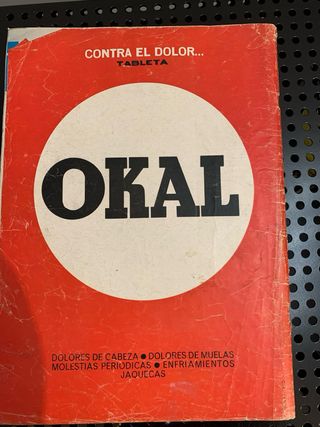 CONTRA EL DOLOR...
TABLETA
OKAL
DOLORES DE CABEZA ● DOLORES DE MUELAS
MOLESTIAS PERIODICAS ● ENFRIAMIENTOS
JAQUECAS